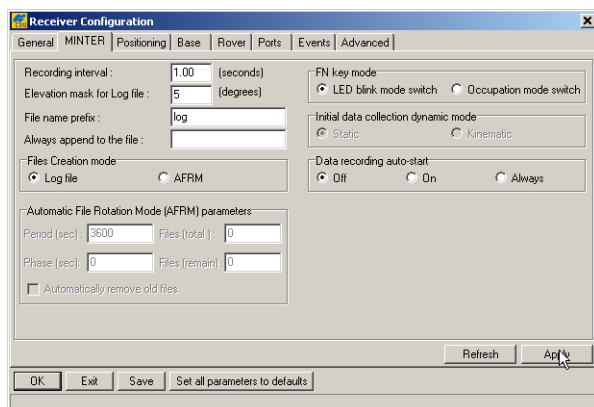 CDU Receiver Configuration
General MINTER Positioning Base Rover Ports Events Advanced
Recording interval : 1.00 (seconds)
Elevation mask for Log file : 5 (degrees)
File name prefix : log
Always append to the file :
Files Creation mode
Log file AFRM
Automatic File Rotation Mode (AFRM) parameters
Period (sec) : 3600 Files (total ) : 0
Phase (sec): 0 Files (remain) : 0
Automatically remove old files
FN key mode
LED blink mode switch Occupation mode switch
Initial data collection dynamic mode
Static Kinematic
Data recording auto-start
Off On Always
Refresh Apply
OK Exit Save Set all parameters to defaults